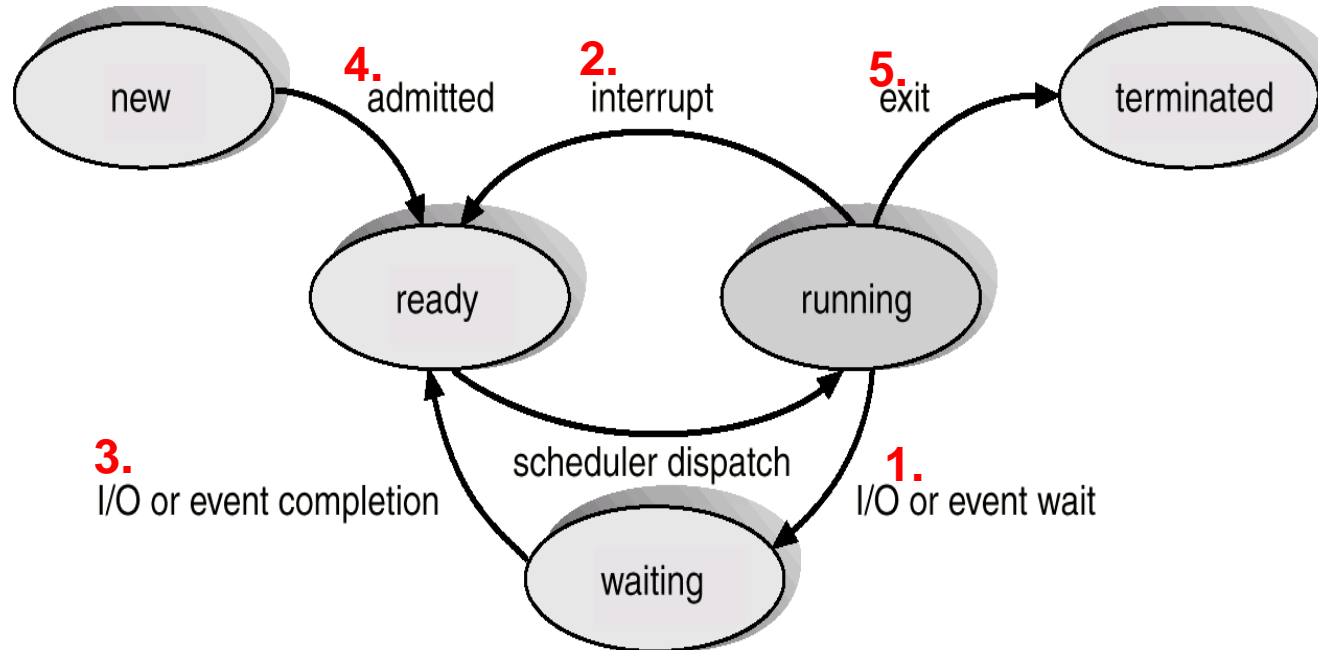 4.
2.
5.
new
admitted
interrupt
exit
terminated
ready
running
3.
scheduler dispatch
1.
I/O or event completion
I/O or event wait
waiting